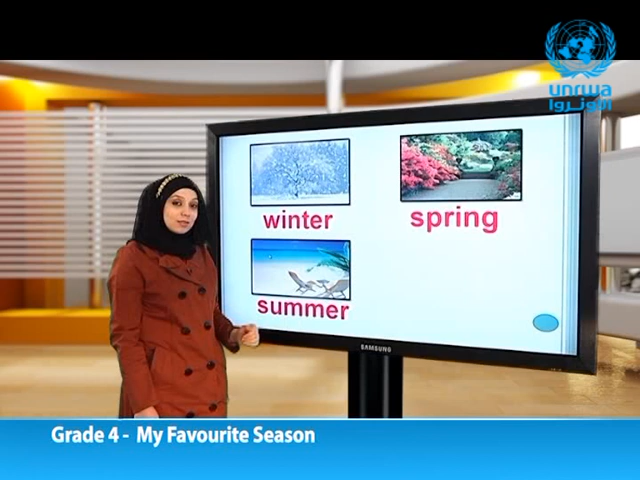 unrwa
الأونروا
winter
spring
summer
SAMSUNG
Grade 4 - My Favourite Season